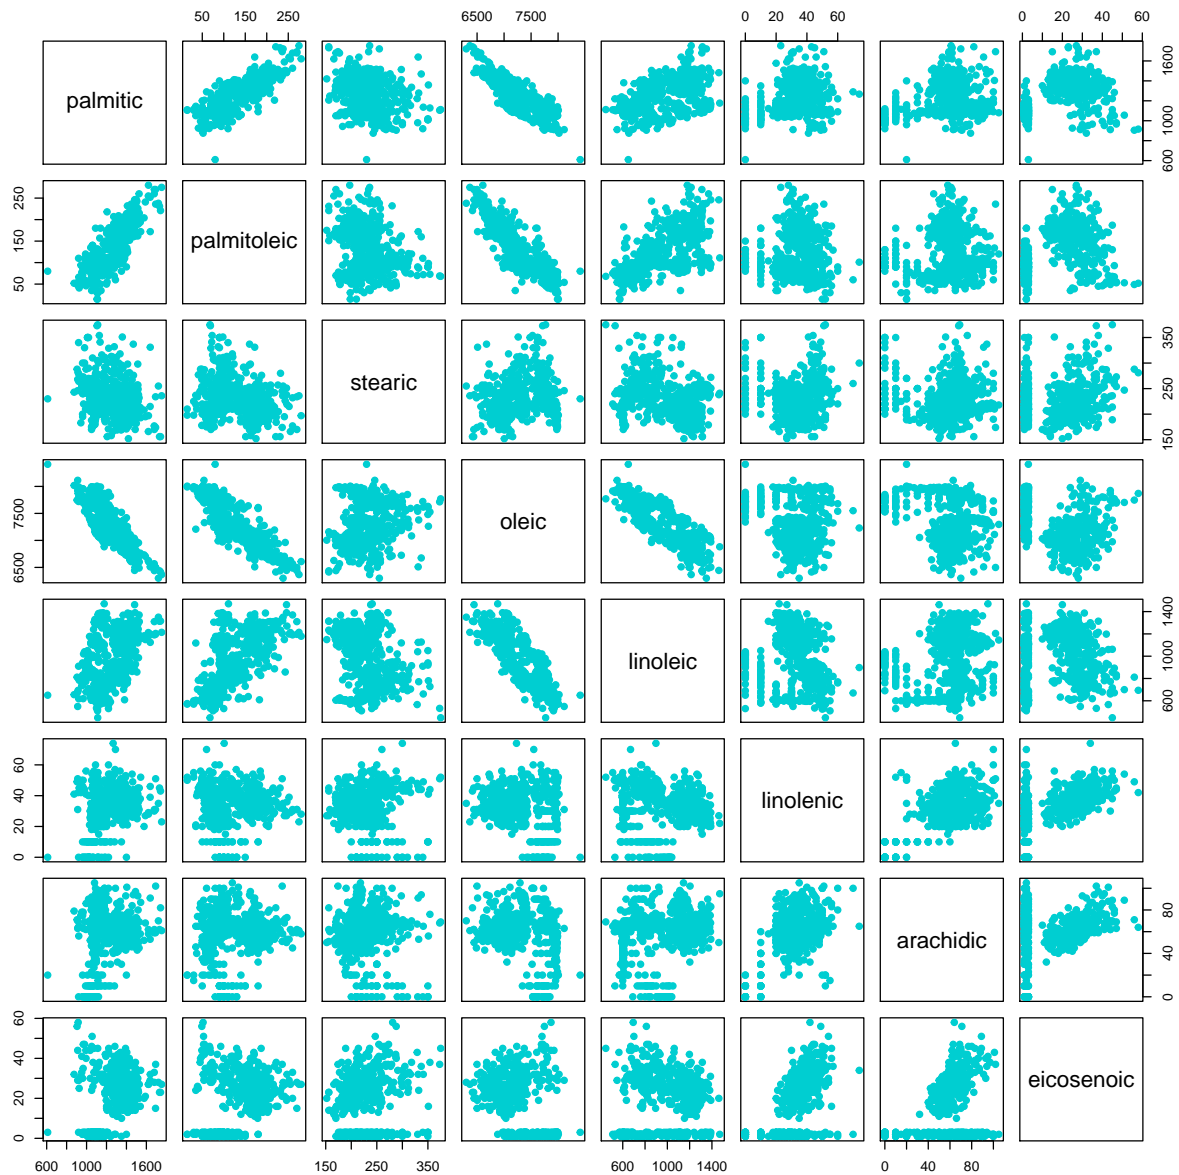 50 150 250 6500 7500 0 20 40 60 0 20 40 60
palmitic 600 1000 1600
50 150 250 palmitoleic
stearic 150 250 350
6500 7500 oleic
linoleic 600 1000 1400
0 20 40 60 linolenic
arachidic 0 40 80
0 20 40 60 eicosenoic
600 1000 1600 150 250 350 600 1000 1400 0 40 80